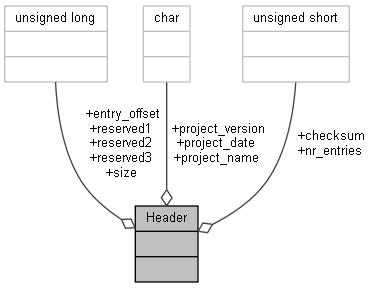 unsigned long
char
unsigned short
+entry_offset
+reserved1
+reserved2
+reserved3
+size
+project_version
+project_date
+project_name
+checksum
+nr_entries
Header